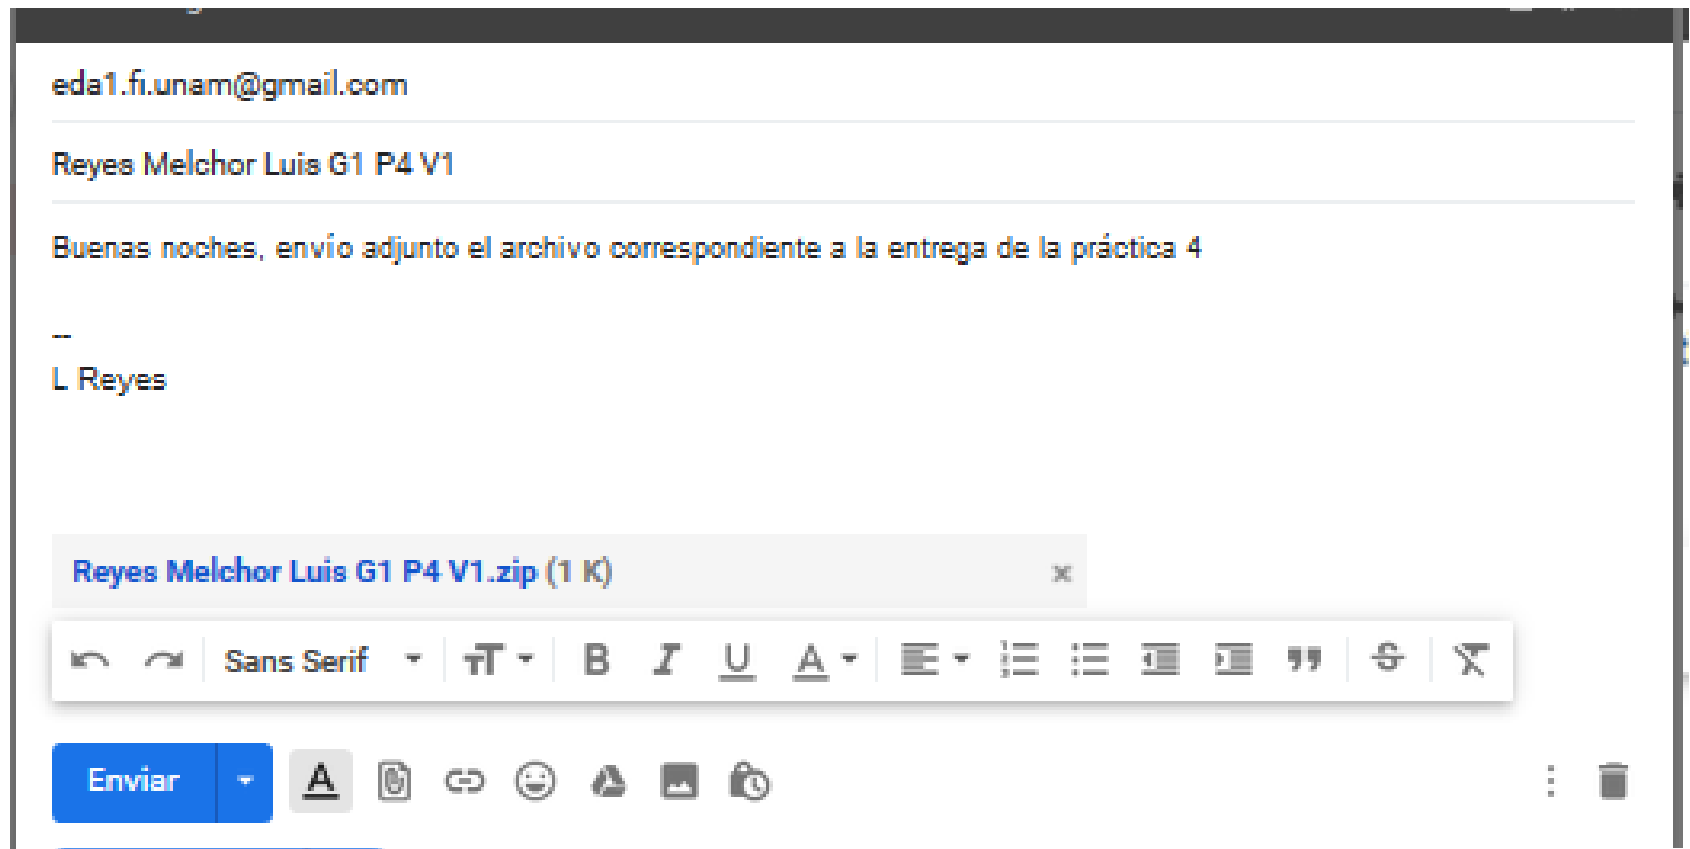 eda1.fi.unam@gmail.com
Reyes Melchor Luis G1 P4 V1
Buenas noches, envío adjunto el archivo correspondiente a la entrega de la práctica 4
--
L Reyes
Reyes Melchor Luis G1 P4 V1.zip (1 K)
Sans Serif
Enviar